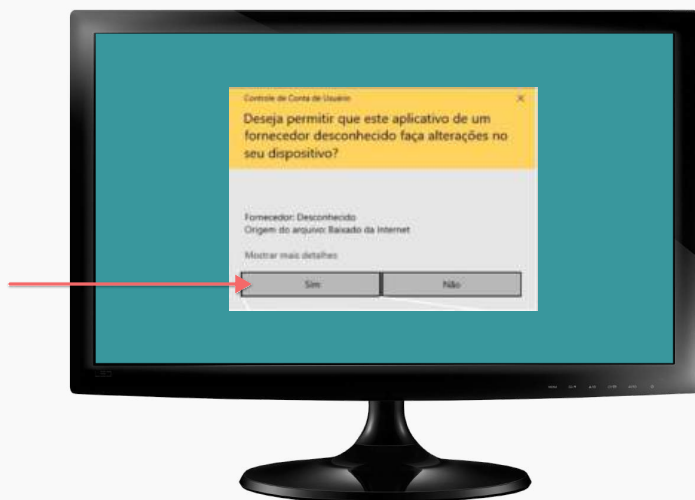 Controle de Conta de Usuário
Deseja permitir que este aplicativo de um
fornecedor desconhecido faça alterações no
seu dispositivo?
Fornecedor: Desconhecido
Origem do arquivo: Baixado da Internet
Mostrar mais detalhes
Sim Não